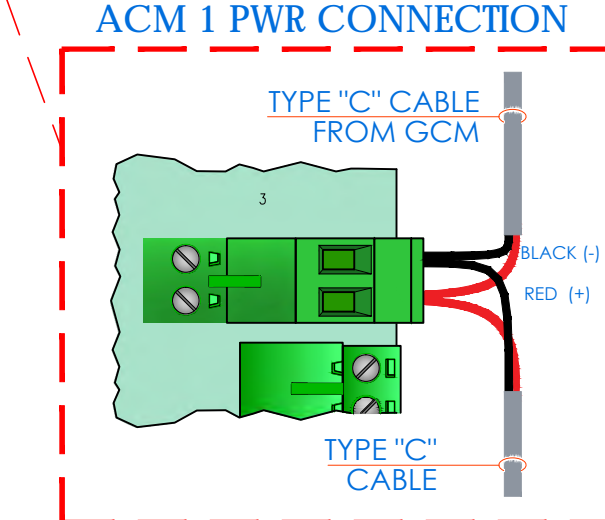 ACM 1 PWR CONNECTION
TYPE "C" CABLE
FROM GCM
3
BLACK (-)
RED (+)
TYPE "C"
CABLE